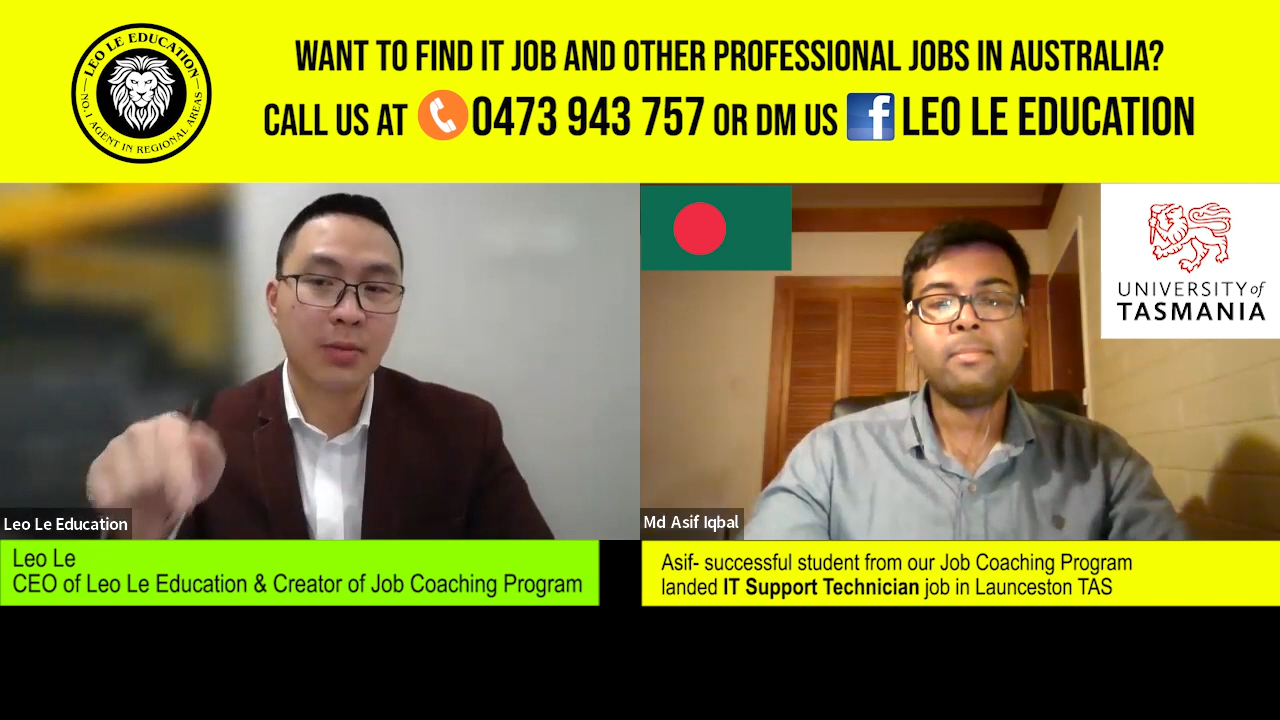 LEO LE EDUCATION
NO.1 AGENT IN REGIONAL AREAS
WANT TO FIND IT JOB AND OTHER PROFESSIONAL JOBS IN AUSTRALIA?
CALL US AT 0473 943 757 OR DM US f LEO LE EDUCATION
UNIVERSITY of
TASMANIA
Leo Le Education
Md Asif Iqbal
Leo Le
CEO of Leo Le Education & Creator of Job Coaching Program
Asif- successful student from our Job Coaching Program
landed IT Support Technician job in Launceston TAS